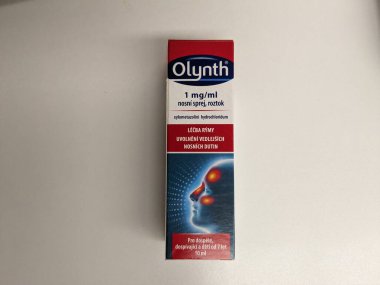 Olynth®
1 mg/ml
nosní sprej, roztok
xylometazolini hydrochloridum
LÉČBA RÝMY
UVOLNĚNÍ VEDLEJŠÍCH
NOSNÍCH DUTIN
Pro dospělé,
dospívající a děti od 7 let
10 ml